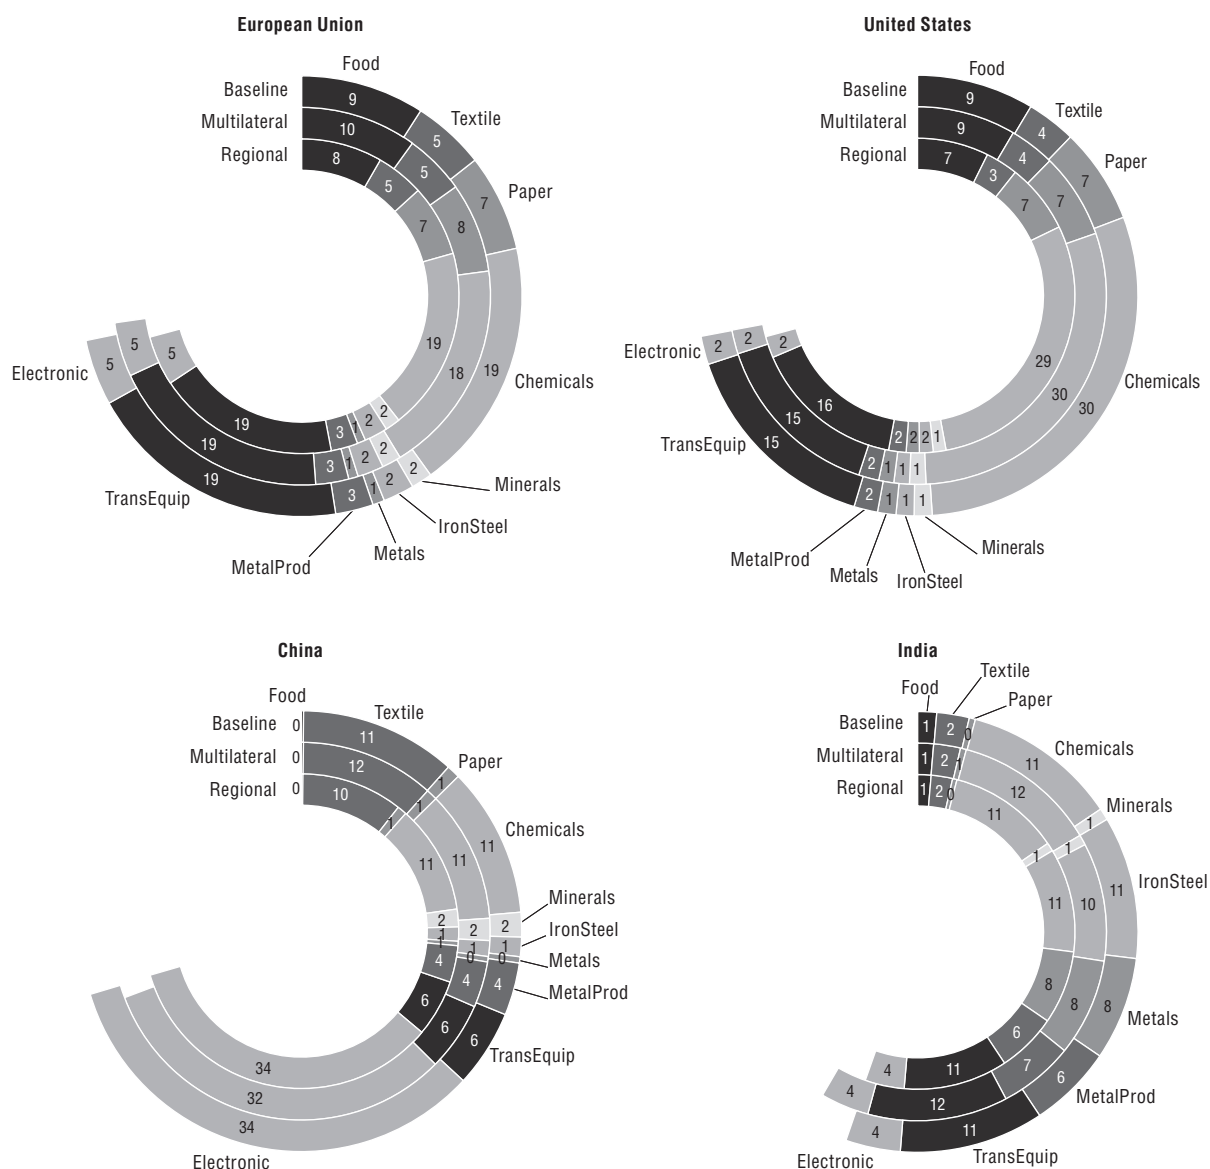 European Union
Food
Baseline
9
Textile
Multilateral
10
5
Regional
8
5
5
Paper
7
7
8
19
18
19
Chemicals
Electronic
5
5
5
19
19
19
TransEquip
3
1
2
2
3
1
2
2
3
1
2
2
Minerals
IronSteel
Metals
MetalProd
United States
Food
Baseline
9
Textile
Multilateral
9
4
Regional
7
4
3
Paper
7
7
7
29
30
30
Chemicals
Electronic
2
2
2
16
15
15
TransEquip
2
2
2
1
2
1
1
1
2
1
1
1
Minerals
MetalProd
Metals
IronSteel
China
Food
Textile
Baseline
0
11
Multilateral
0
12
Paper
Regional
0
10
1
1
1
Chemicals
11
11
11
Minerals
2
2
2
IronSteel
1
1
1
Metals
1
0
0
MetalProd
4
4
4
6
6
6
TransEquip
34
32
34
Electronic
India
Textile
Food
Paper
Baseline
1
2
0
Chemicals
11
Multilateral
1
2
1
12
Regional
1
2
0
11
Minerals
1
1
1
IronSteel
11
10
11
8
8
8
Metals
6
7
6
MetalProd
4
11
4
12
4
11
TransEquip
Electronic